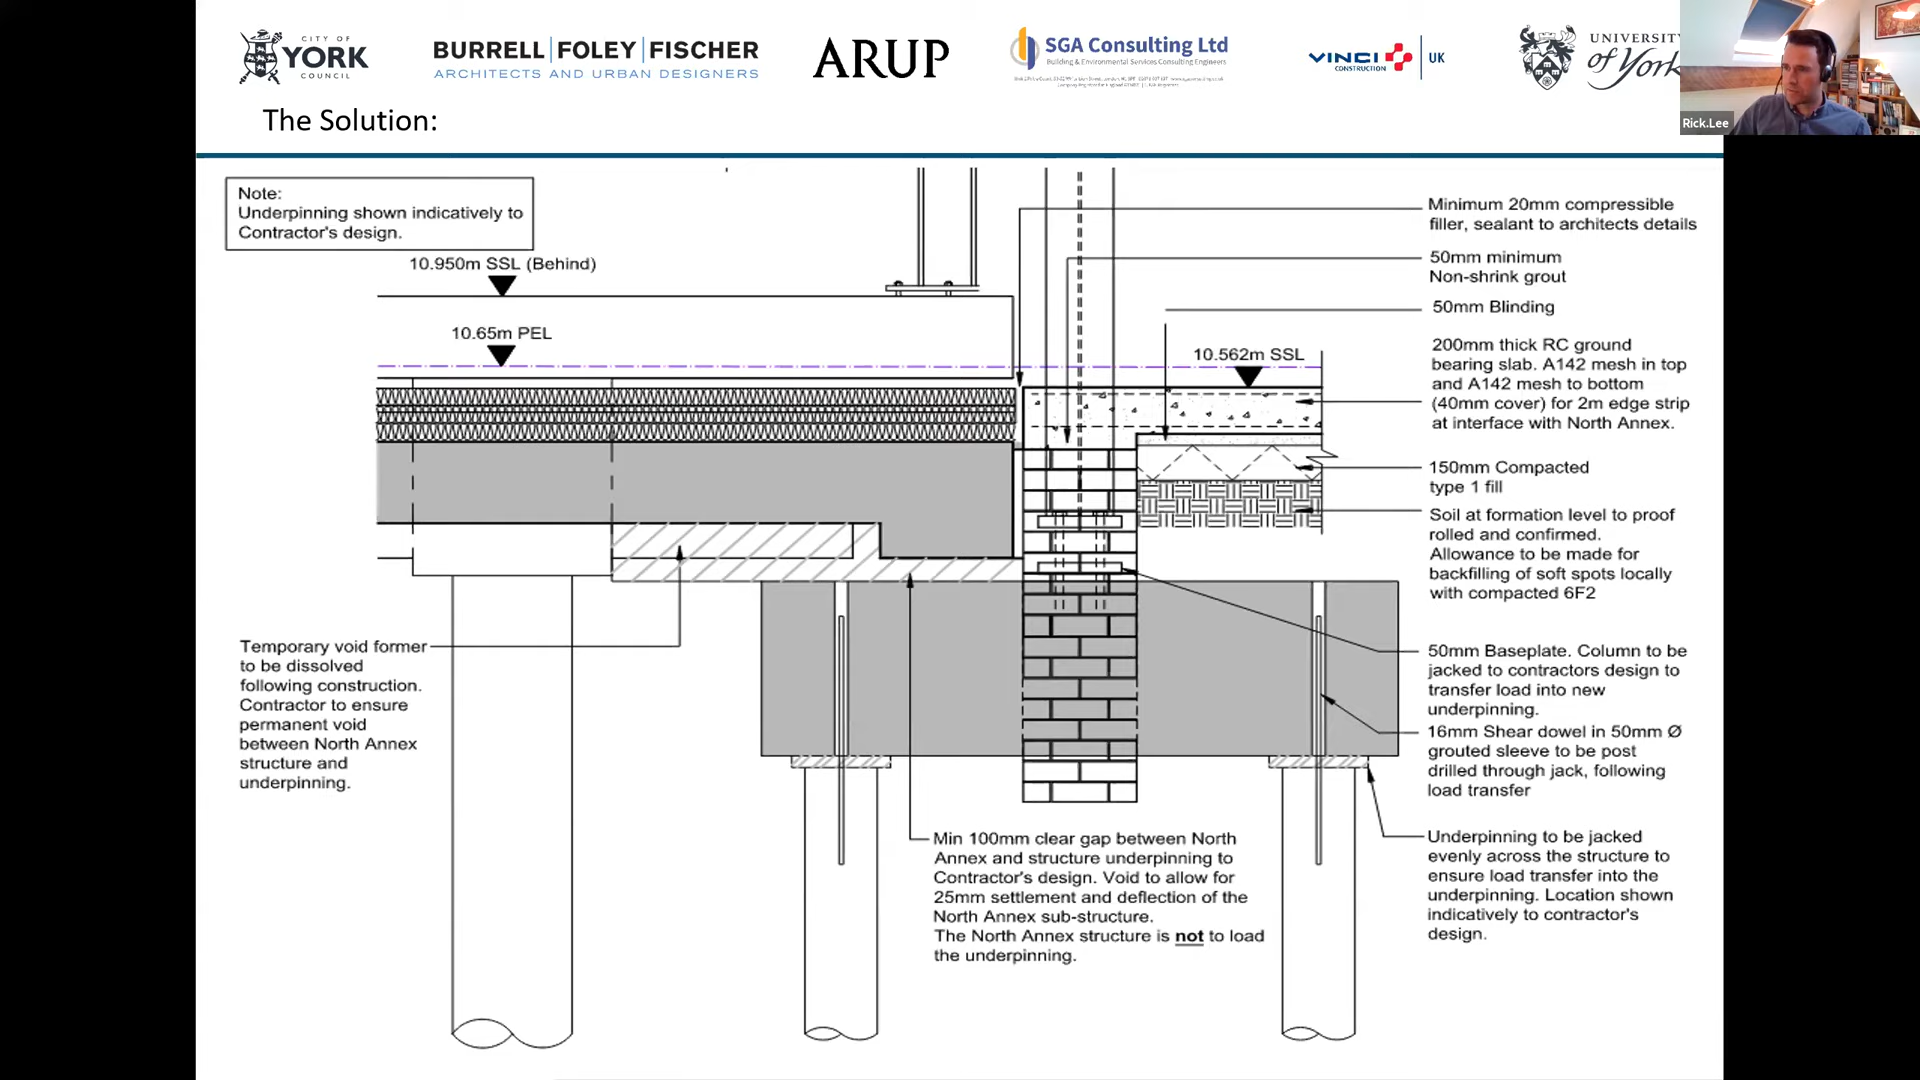 CITY OF
YORK
COUNCIL
BURRELL|FOLEY|FISCHER
ARCHITECTS AND URBAN DESIGNERS
ARUP
SGA Consulting Ltd
Building & Environmental Services Consulting Engineers
VINCI
CONSTRUCTION
UK
UNIVERSITY
of York
Rick.Lee
The Solution:
Note:
Underpinning shown indicatively to
Contractor's design.
10.950m SSL (Behind)
10.65m PEL
10.562m SSL
Minimum 20mm compressible
filler, sealant to architects details
50mm minimum
Non-shrink grout
50mm Blinding
200mm thick RC ground
bearing slab. A142 mesh in top
and A142 mesh to bottom
(40mm cover) for 2m edge strip
at interface with North Annex.
150mm Compacted
type 1 fill
Soil at formation level to proof
rolled and confirmed.
Allowance to be made for
backfilling of soft spots locally
with compacted 6F2
50mm Baseplate. Column to be
jacked to contractors design to
transfer load into new
underpinning.
16mm Shear dowel in 50mm Ø
grouted sleeve to be post
drilled through jack, following
load transfer
Underpinning to be jacked
evenly across the structure to
ensure load transfer into the
underpinning. Location shown
indicatively to contractor's
design.
Temporary void former
to be dissolved
following construction.
Contractor to ensure
permanent void
between North Annex
structure and
underpinning.
Min 100mm clear gap between North
Annex and structure underpinning to
Contractor's design. Void to allow for
25mm settlement and deflection of the
North Annex sub-structure.
The North Annex structure is not to load
the underpinning.